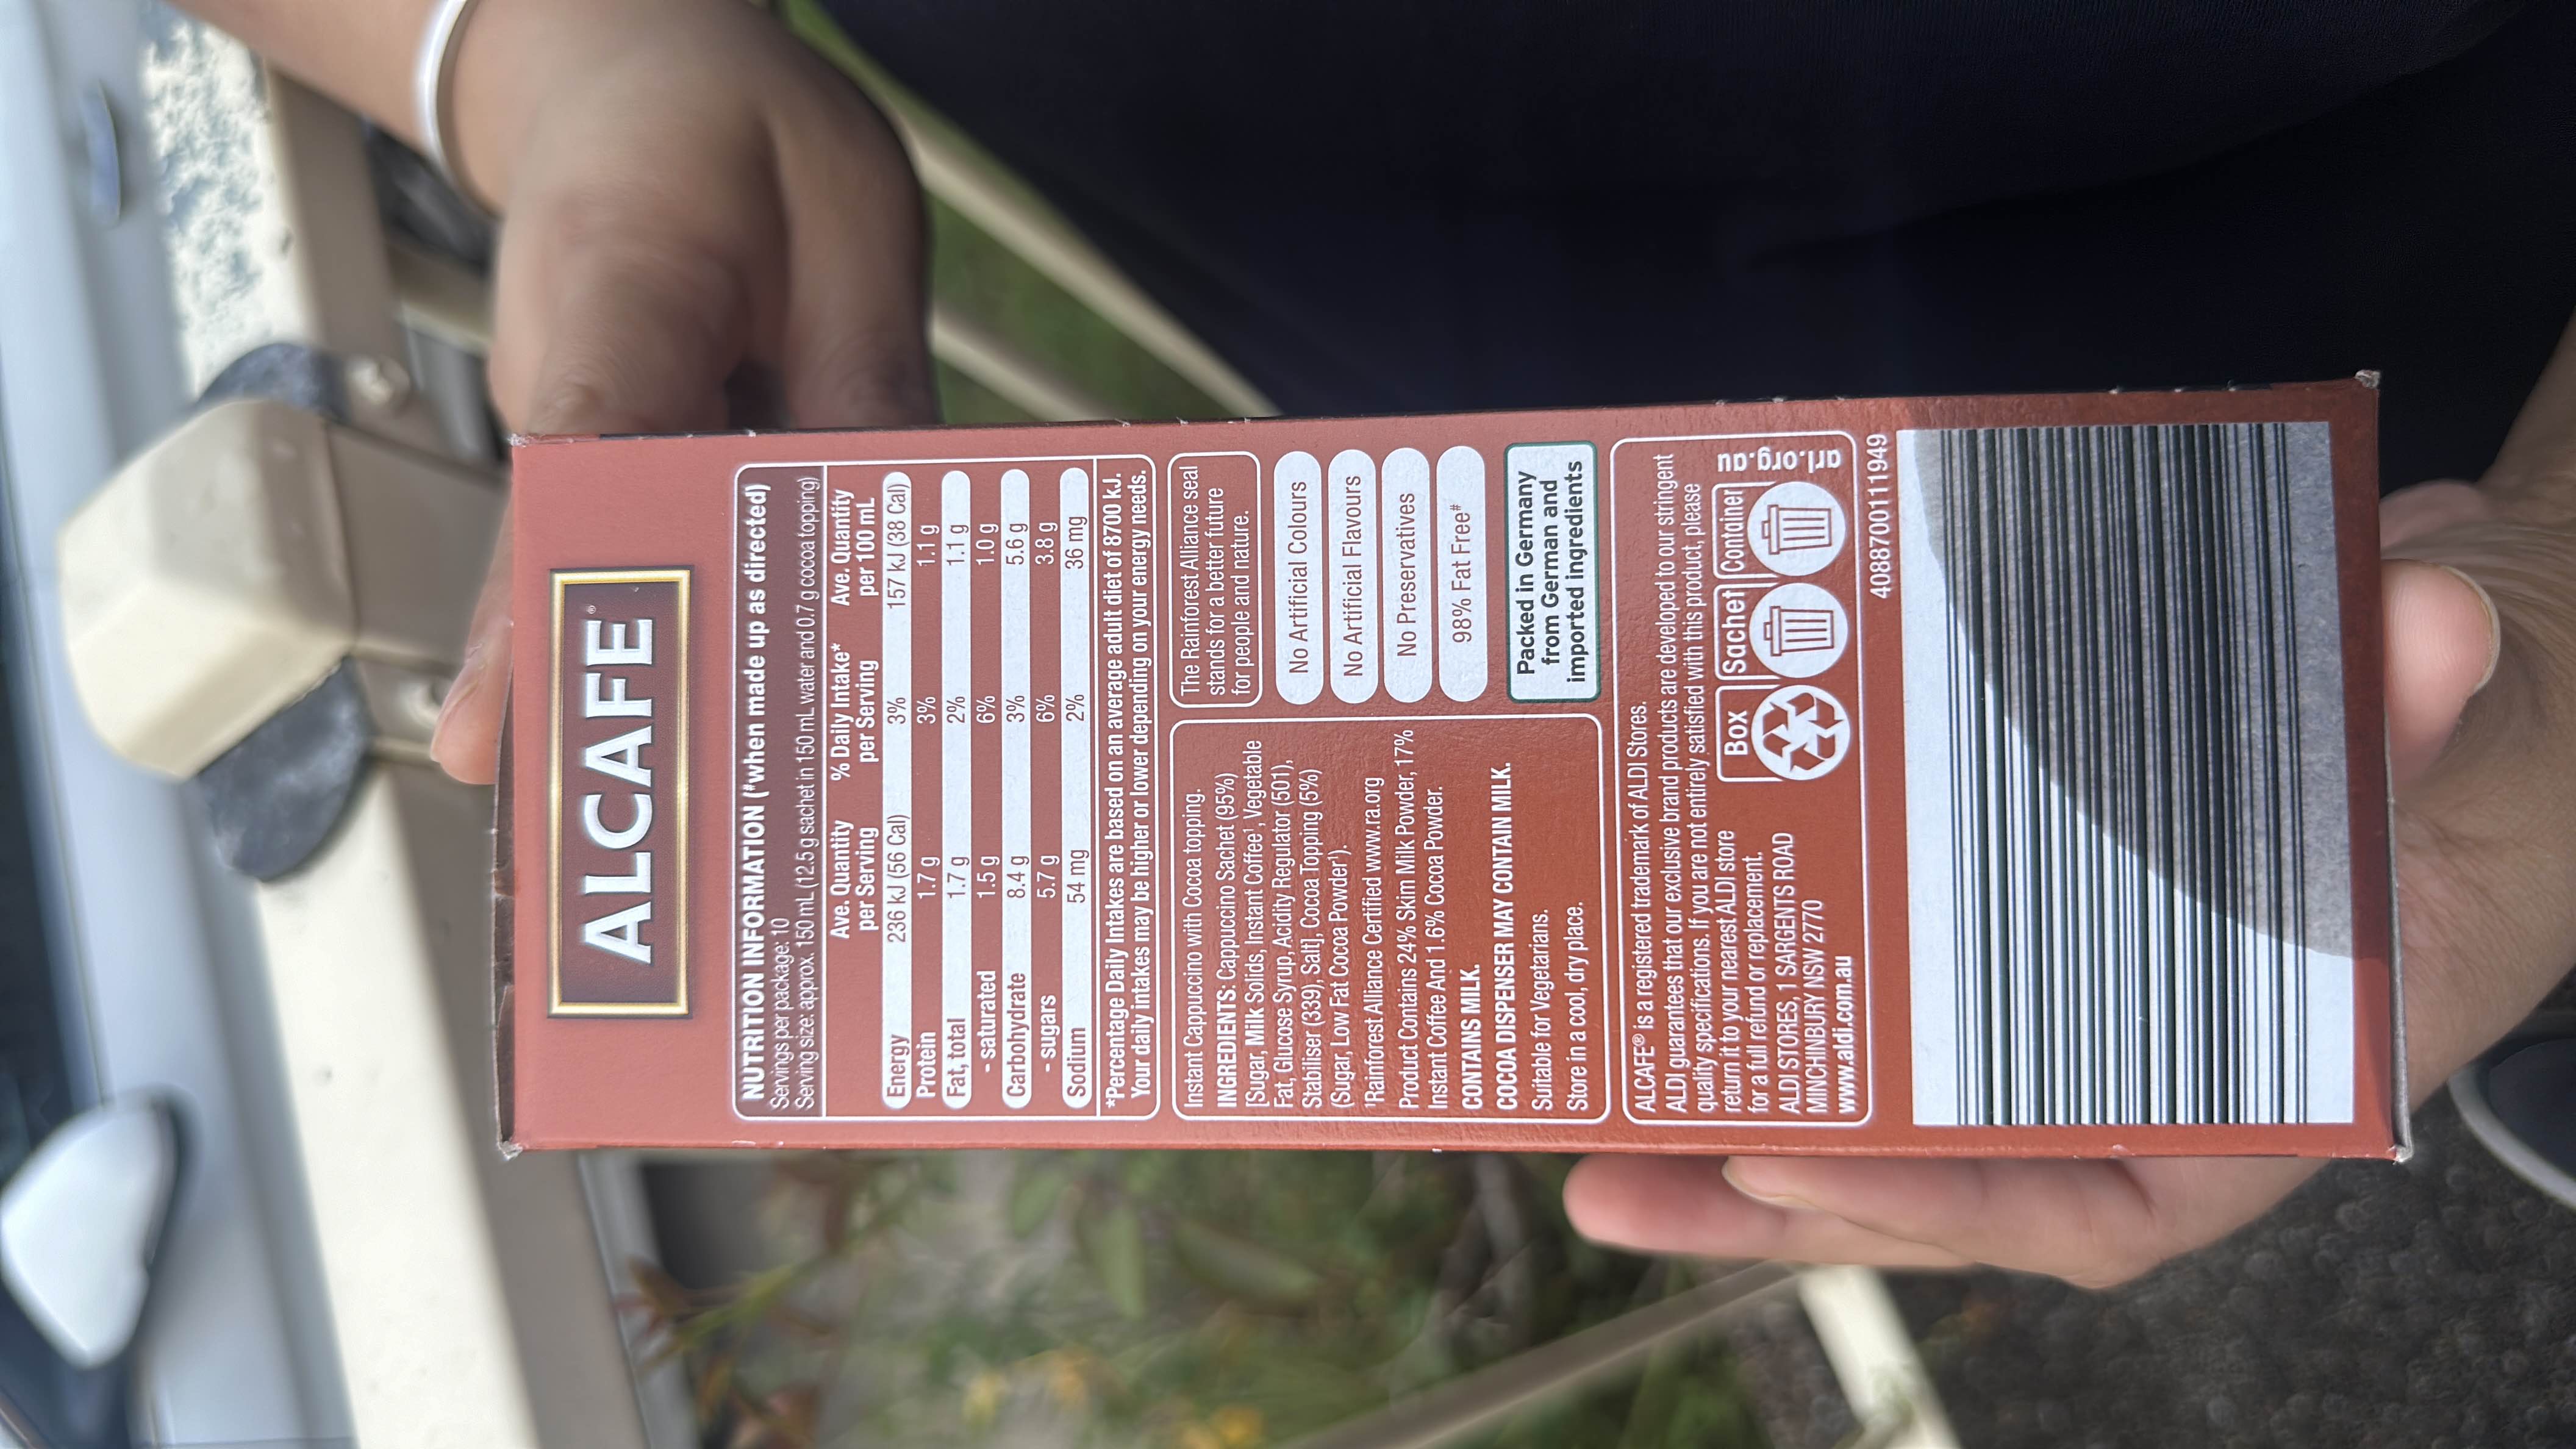 ALCAFE®
NUTRITION INFORMATION (#when made up as directed)
Servings per package: 10
Serving size: approx. 150 mL (12.5 g sachet in 150 mL water and 0.7 g cocoa topping)
Ave. Quantity per Serving % Daily Intake* per Serving Ave. Quantity per 100 mL
Energy 236 kJ (56 Cal) 3% 157 kJ (38 Cal)
Protein 1.7 g 3% 1.1 g
Fat, total 1.7 g 2% 1.1 g
- saturated 1.5 g 6% 1.0 g
Carbohydrate 8.4 g 3% 5.6 g
- sugars 5.7 g 6% 3.8 g
Sodium 54 mg 2% 36 mg
*Percentage Daily Intakes are based on an average adult diet of 8700 kJ.
Your daily intakes may be higher or lower depending on your energy needs.
Instant Cappuccino with Cocoa topping.
INGREDIENTS: Cappuccino Sachet (95%)
[Sugar, Milk Solids, Instant Coffee¹, Vegetable
Fat, Glucose Syrup, Acidity Regulator (501),
Stabiliser (339), Salt], Cocoa Topping (5%)
(Sugar, Low Fat Cocoa Powder¹).
¹Rainforest Alliance Certified www.ra.org
Product Contains 24% Skim Milk Powder, 17%
Instant Coffee And 1.6% Cocoa Powder.
CONTAINS MILK.
COCOA DISPENSER MAY CONTAIN MILK.
Suitable for Vegetarians.
Store in a cool, dry place.
The Rainforest Alliance seal
stands for a better future
for people and nature.
No Artificial Colours
No Artificial Flavours
No Preservatives
98% Fat Free#
Packed in Germany
from German and
imported ingredients
ALCAFE® is a registered trademark of ALDI Stores.
ALDI guarantees that our exclusive brand products are developed to our stringent
quality specifications. If you are not entirely satisfied with this product, please
return it to your nearest ALDI store
for a full refund or replacement.
ALDI STORES, 1 SARGENTS ROAD
MINCHINBURY NSW 2770
www.aldi.com.au
Box Sachet Container
arl.org.au
4088700111949